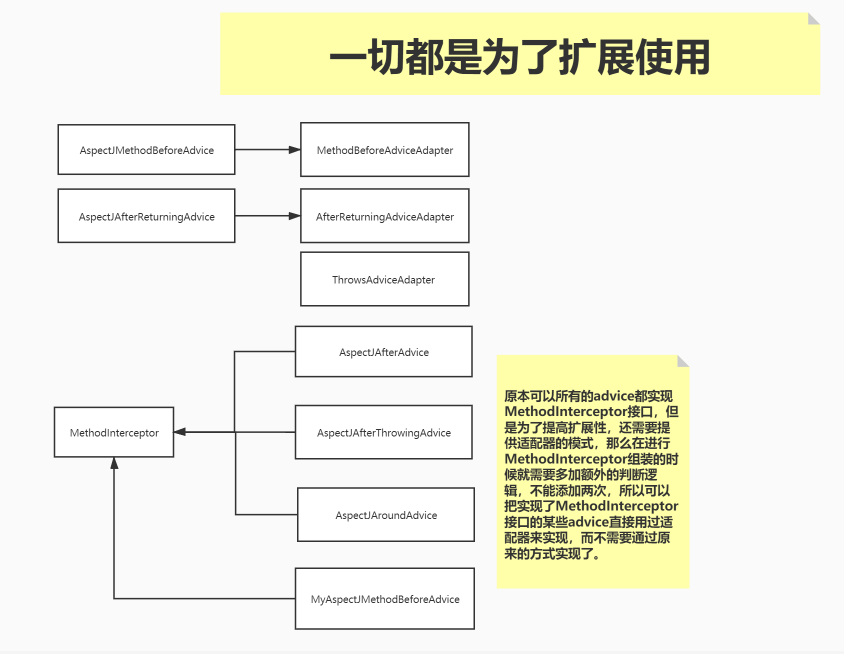 一切都是为了扩展使用
AspectJMethodBeforeAdvice
MethodBeforeAdviceAdapter
AspectJAfterReturningAdvice
AfterReturningAdviceAdapter
ThrowsAdviceAdapter
AspectJAfterAdvice
MethodInterceptor
AspectJAfterThrowingAdvice
AspectJAroundAdvice
MyAspectJMethodBeforeAdvice
原本可以所有的advice都实现
MethodInterceptor接口，但
是为了提高扩展性，还需要提
供适配器的模式，那么在进行
MethodInterceptor组装的时
候就需要多加额外的判断逻
辑，不能添加两次，所以可以
把实现了MethodInterceptor
接口的某些advice直接用过适
配器来实现，而不需要通过原
来的方式实现了。